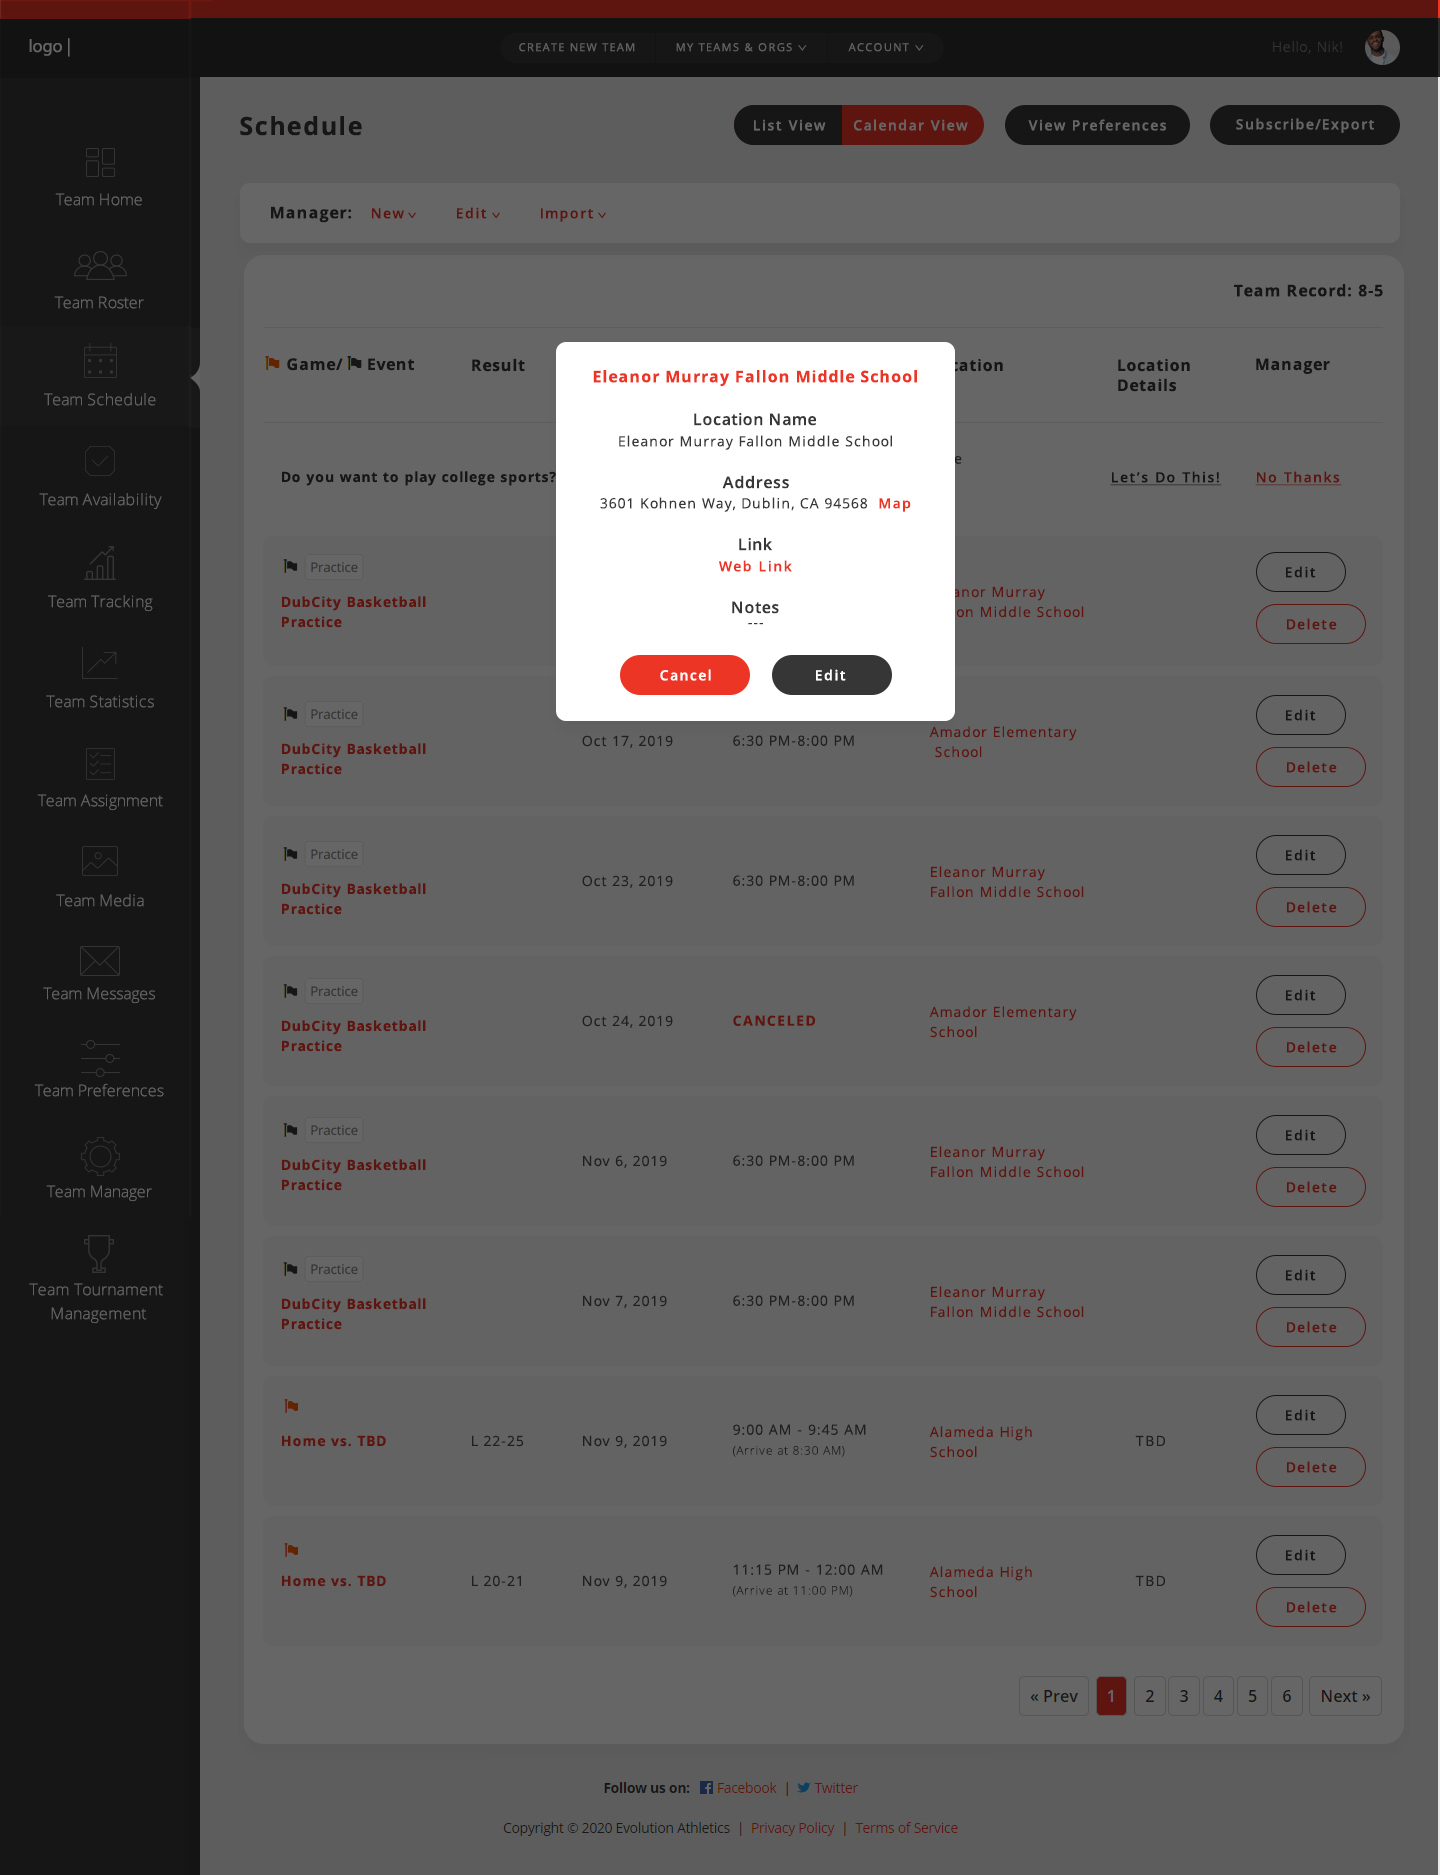 logo |
CREATE NEW TEAM
MY TEAMS & ORGS
ACCOUNT
Hello, Nik!
Team Home
Team Roster
Team Schedule
Team Availability
Team Tracking
Team Statistics
Team Assignment
Team Media
Team Messages
Team Preferences
Team Manager
Team Tournament
Management
Schedule
List View
Calendar View
View Preferences
Subscribe/Export
Manager:
New
Edit
Import
Team Record: 8-5
Game/ Event
Result
cation
Location
Details
Manager
Do you want to play college sports?
e
Let's Do This!
No Thanks
Eleanor Murray Fallon Middle School
Location Name
Eleanor Murray Fallon Middle School
Address
3601 Kohnen Way, Dublin, CA 94568 Map
Link
Web Link
Notes
---
Cancel
Edit
Practice
DubCity Basketball
Practice
anor Murray
on Middle School
Edit
Delete
Practice
DubCity Basketball
Practice
Oct 17, 2019
6:30 PM-8:00 PM
Amador Elementary
School
Edit
Delete
Practice
DubCity Basketball
Practice
Oct 23, 2019
6:30 PM-8:00 PM
Eleanor Murray
Fallon Middle School
Edit
Delete
Practice
DubCity Basketball
Practice
Oct 24, 2019
CANCELED
Amador Elementary
School
Edit
Delete
Practice
DubCity Basketball
Practice
Nov 6, 2019
6:30 PM-8:00 PM
Eleanor Murray
Fallon Middle School
Edit
Delete
Practice
DubCity Basketball
Practice
Nov 7, 2019
6:30 PM-8:00 PM
Eleanor Murray
Fallon Middle School
Edit
Delete
Home vs. TBD
L 22-25
Nov 9, 2019
9:00 AM - 9:45 AM
(Arrive at 8:30 AM)
Alameda High
School
TBD
Edit
Delete
Home vs. TBD
L 20-21
Nov 9, 2019
11:15 PM - 12:00 AM
(Arrive at 11:00 PM)
Alameda High
School
TBD
Edit
Delete
« Prev 1 2 3 4 5 6 Next »
Follow us on: Facebook | Twitter
Copyright © 2020 Evolution Athletics | Privacy Policy | Terms of Service